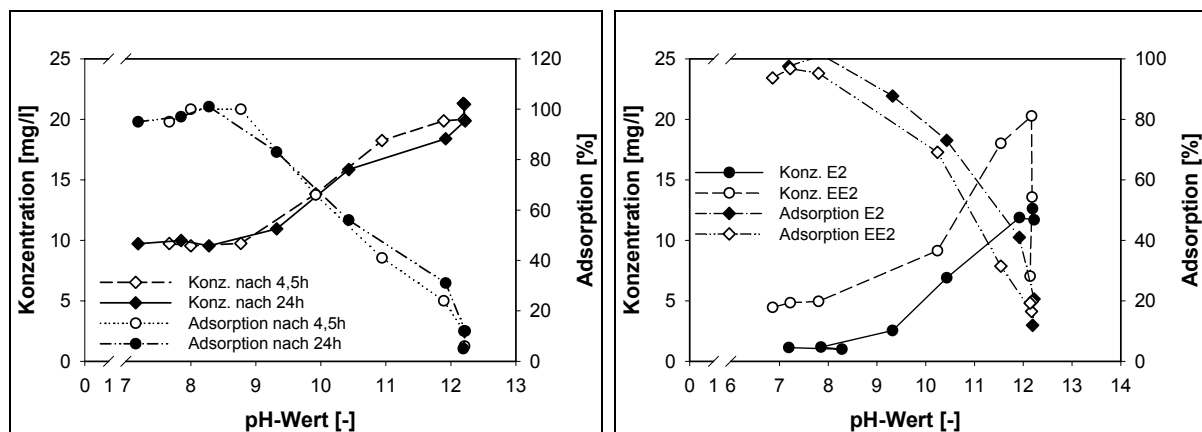 25
20
15
10
5
0
Konzentration [mg/l]
120
100
80
60
40
20
0
Adsorption [%]
Konz. nach 4,5h
Konz. nach 24h
Adsorption nach 4,5h
Adsorption nach 24h
0 1 7 8 9 10 11 12 13
pH-Wert [-]
25
20
15
10
5
0
Konzentration [mg/l]
100
80
60
40
20
0
Adsorption [%]
Konz. E2
Konz. EE2
Adsorption E2
Adsorption EE2
0 1 6 7 8 9 10 11 12 13 14
pH-Wert [-]